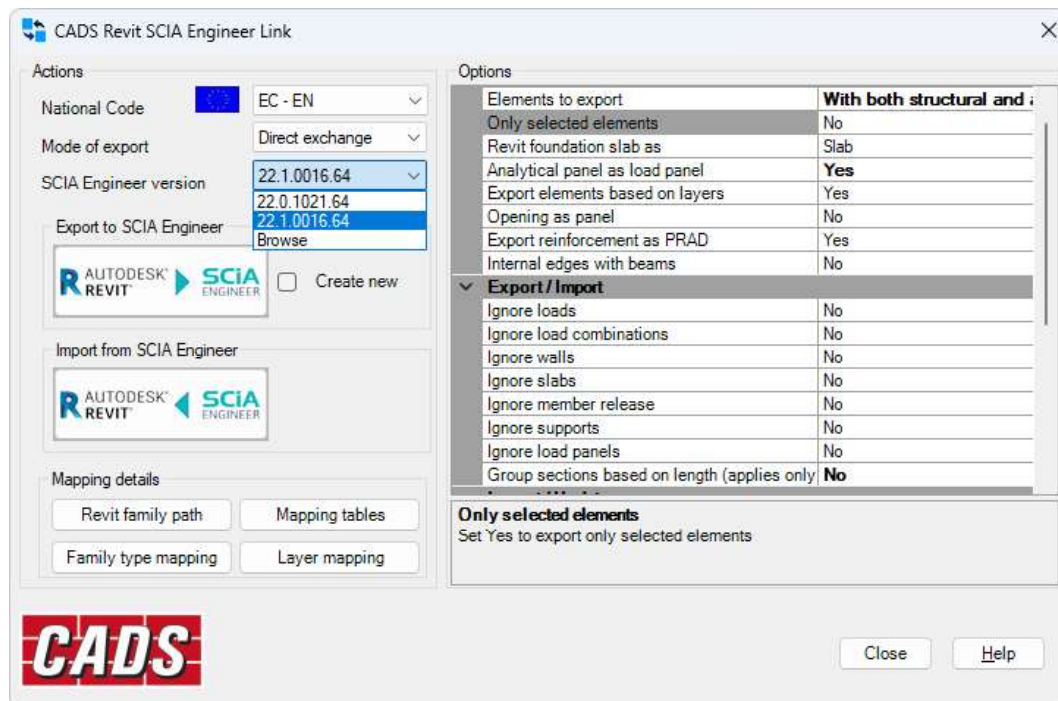 CADS Revit SCIA Engineer Link
Actions
National Code
EC - EN
Mode of export
Direct exchange
SCIA Engineer version
22.1.0016.64
22.0.1021.64
22.1.0016.64
Browse
Export to SCIA Engineer
AUTODESK REVIT SCIA ENGINEER
Create new
Import from SCIA Engineer
AUTODESK REVIT SCIA ENGINEER
Mapping details
Revit family path
Mapping tables
Family type mapping
Layer mapping
Options
Elements to export With both structural and
Only selected elements No
Revit foundation slab as Slab
Analytical panel as load panel Yes
Export elements based on layers Yes
Opening as panel No
Export reinforcement as PRAD Yes
Internal edges with beams No
Export / Import
Ignore loads No
Ignore load combinations No
Ignore walls No
Ignore slabs No
Ignore member release No
Ignore supports No
Ignore load panels No
Group sections based on length (applies only No
Only selected elements
Set Yes to export only selected elements
CADS
Close
Help